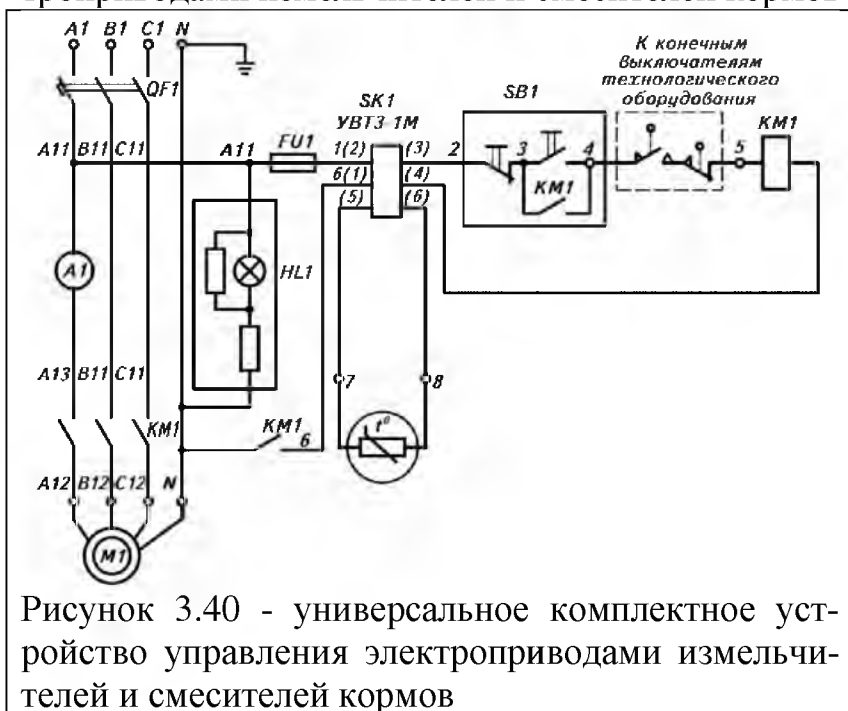 A1 B1 C1 N
QF1
SK1
УВТЗ-1М
SB1
К конечным
выключателям
технологического
оборудования
KM1
A11 B11 C11
A11
FU1
1(2)
(3)
2
3
4
5
6(1)
(4)
(5)
(6)
KM1
A1
HL1
A13 B11 C11
7
8
KM1
KM1
6
t°
A12 B12 C12 N
M1
Рисунок 3.40 - универсальное комплектное уст-
ройство управления электроприводами измельчи-
телей и смесителей кормов